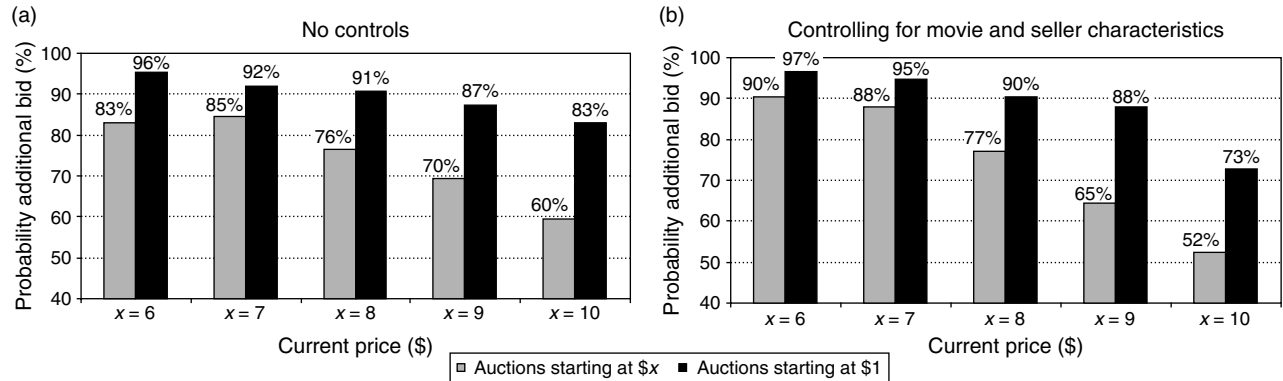 (a)
No controls
Probability additional bid (%)
100
90
80
70
60
50
40
83%
96%
85%
92%
76%
91%
70%
87%
60%
83%
x = 6
x = 7
x = 8
x = 9
x = 10
Current price ($)
(b)
Controlling for movie and seller characteristics
Probability additional bid (%)
100
90
80
70
60
50
40
90%
97%
88%
95%
77%
90%
65%
88%
52%
73%
x = 6
x = 7
x = 8
x = 9
x = 10
Current price ($)
Auctions starting at $x
Auctions starting at $1